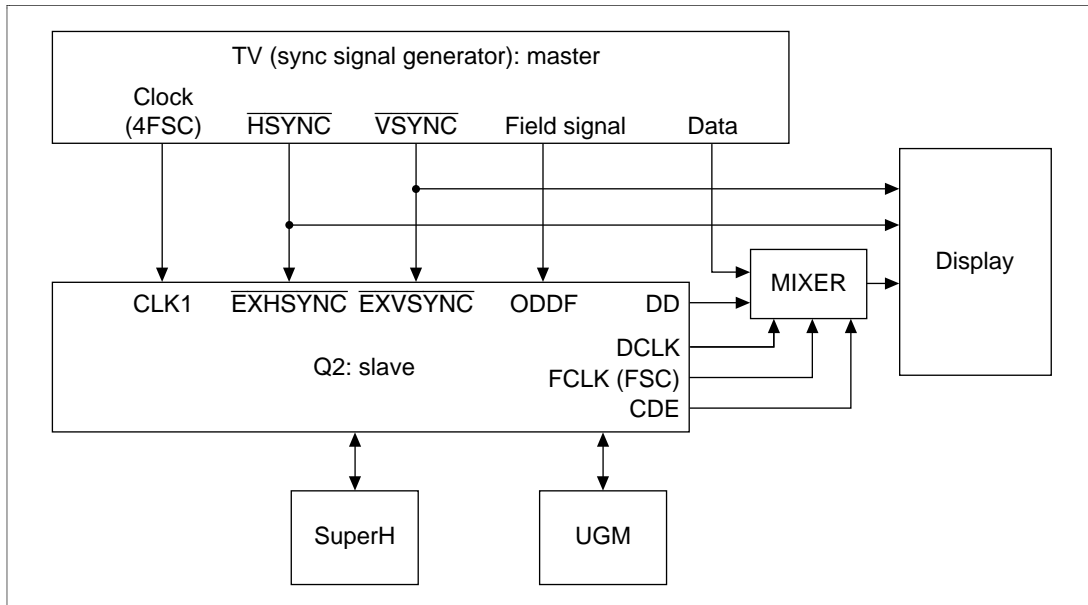 TV (sync signal generator): master
Clock
(4FSC)
HSYNC
VSYNC
Field signal
Data
CLK1
EXHSYNC
EXVSYNC
ODDF
DD
DCLK
FCLK (FSC)
CDE
Q2: slave
MIXER
Display
SuperH
UGM